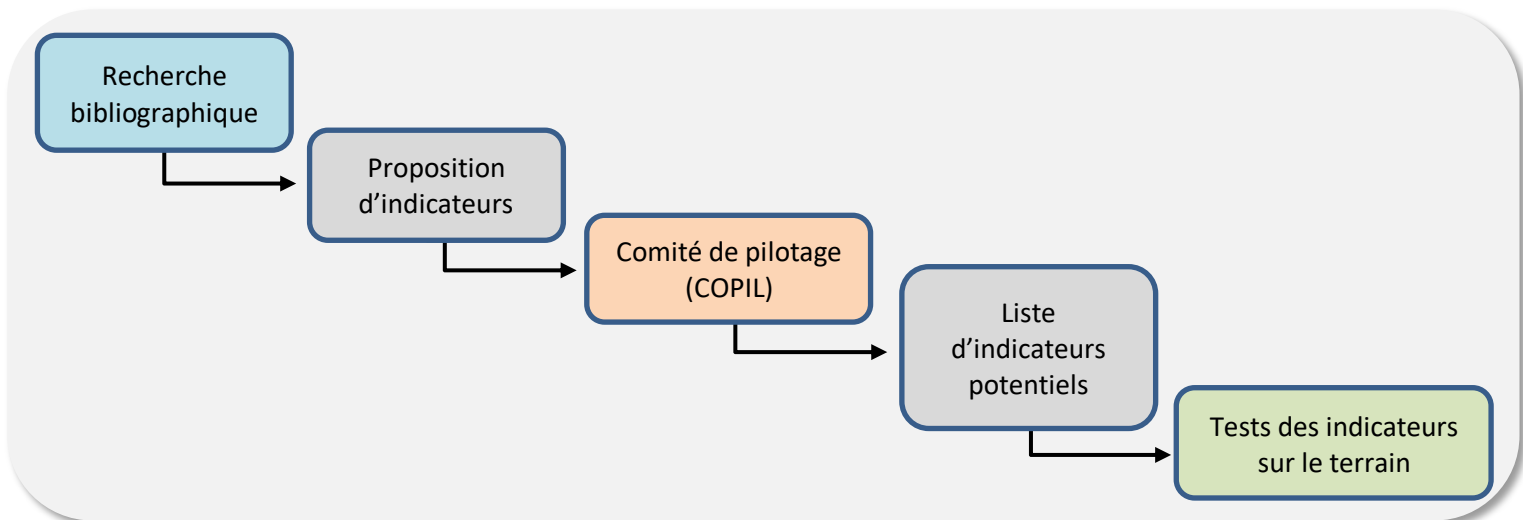 Recherche
bibliographique
Proposition
d’indicateurs
Comité de pilotage
(COPIL)
Liste
d’indicateurs
potentiels
Tests des indicateurs
sur le terrain